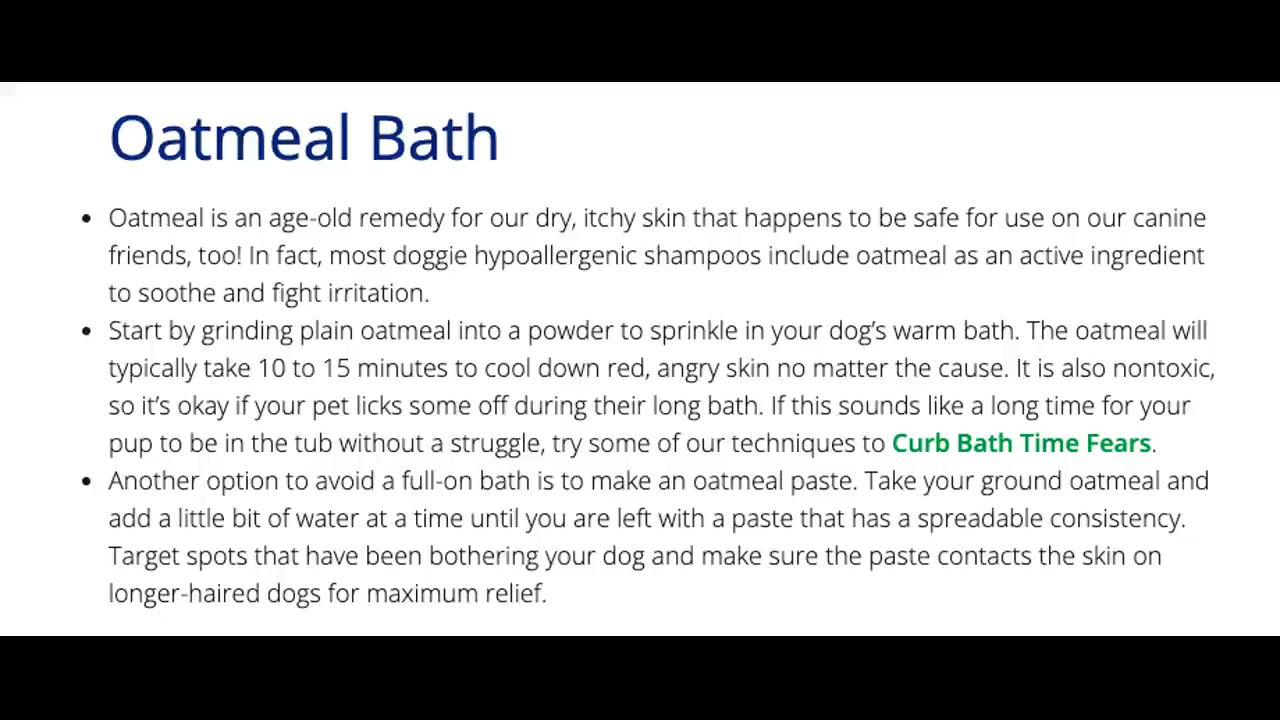 Oatmeal Bath
• Oatmeal is an age-old remedy for our dry, itchy skin that happens to be safe for use on our canine
friends, too! In fact, most doggie hypoallergenic shampoos include oatmeal as an active ingredient
to soothe and fight irritation.
• Start by grinding plain oatmeal into a powder to sprinkle in your dog’s warm bath. The oatmeal will
typically take 10 to 15 minutes to cool down red, angry skin no matter the cause. It is also nontoxic,
so it’s okay if your pet licks some off during their long bath. If this sounds like a long time for your
pup to be in the tub without a struggle, try some of our techniques to Curb Bath Time Fears.
• Another option to avoid a full-on bath is to make an oatmeal paste. Take your ground oatmeal and
add a little bit of water at a time until you are left with a paste that has a spreadable consistency.
Target spots that have been bothering your dog and make sure the paste contacts the skin on
longer-haired dogs for maximum relief.